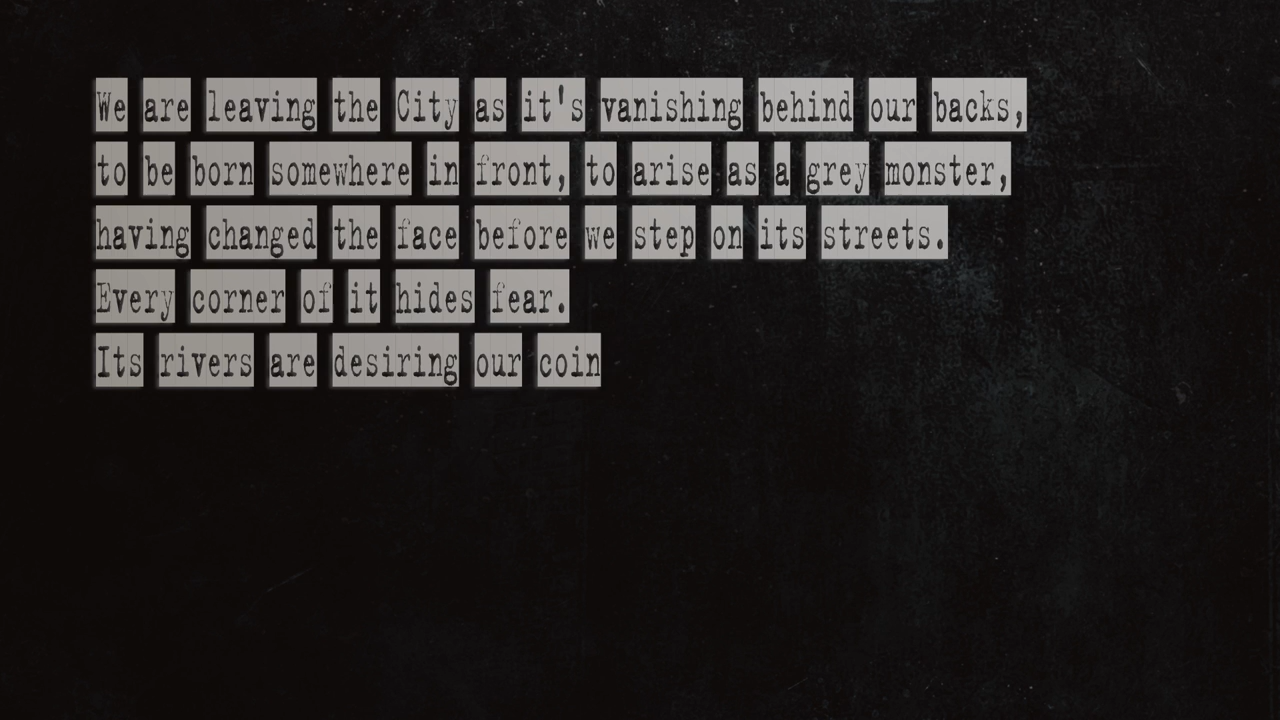 We are leaving the City as it's vanishing behind our backs,
to be born somewhere in front, to arise as a grey monster,
having changed the face before we step on its streets.
Every corner of it hides fear.
Its rivers are desiring our coin